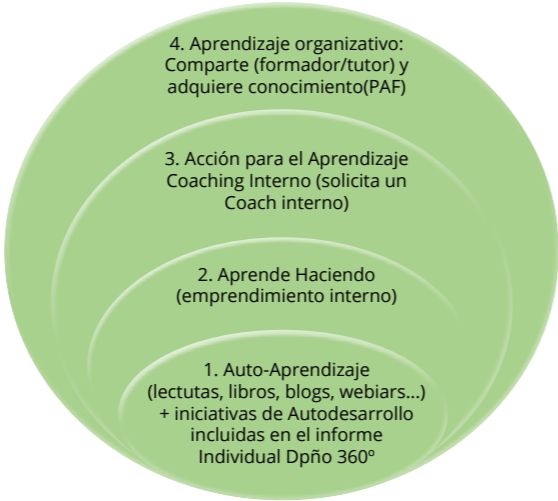 4. Aprendizaje organizativo:
Comparte (formador/tutor) y
adquiere conocimiento(PAF)
3. Acción para el Aprendizaje
Coaching Interno (solicita un
Coach interno)
2. Aprende Haciendo
(emprendimiento interno)
1. Auto-Aprendizaje
(lectutas, libros, blogs, webiars...)
+ iniciativas de Autodesarrollo
incluidas en el informe
Individual Dpño 360º